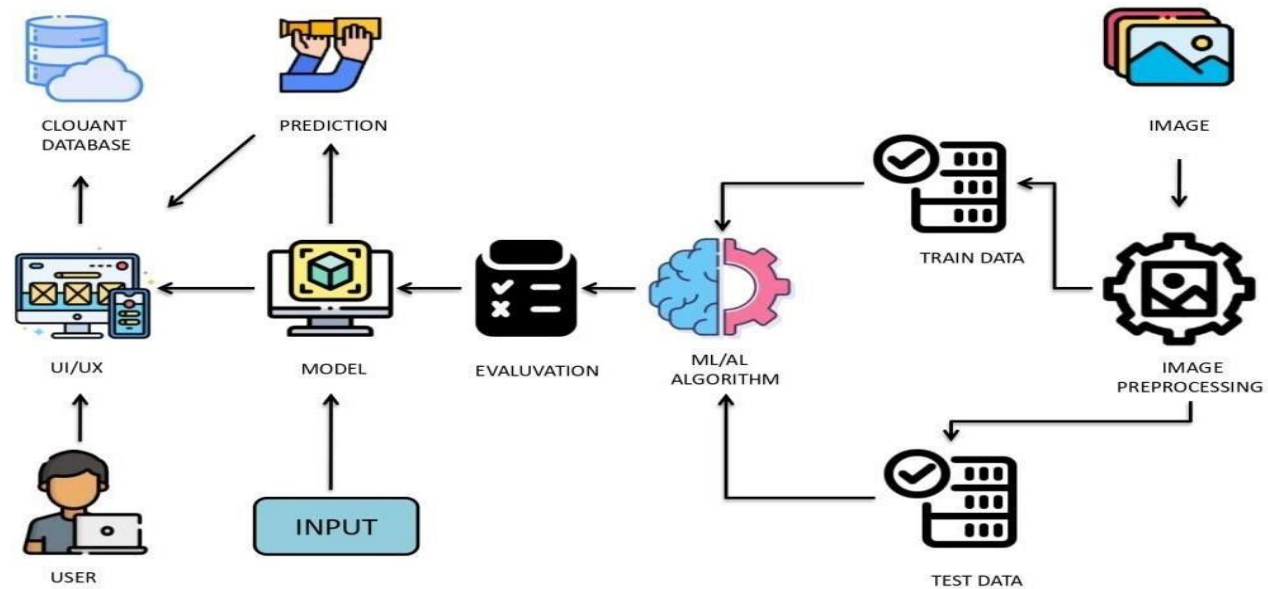 CLOUANT
DATABASE
PREDICTION
IMAGE
TRAIN DATA
UI/UX
MODEL
EVALUVATION
ML/AL
ALGORITHM
IMAGE
PREPROCESSING
INPUT
USER
TEST DATA